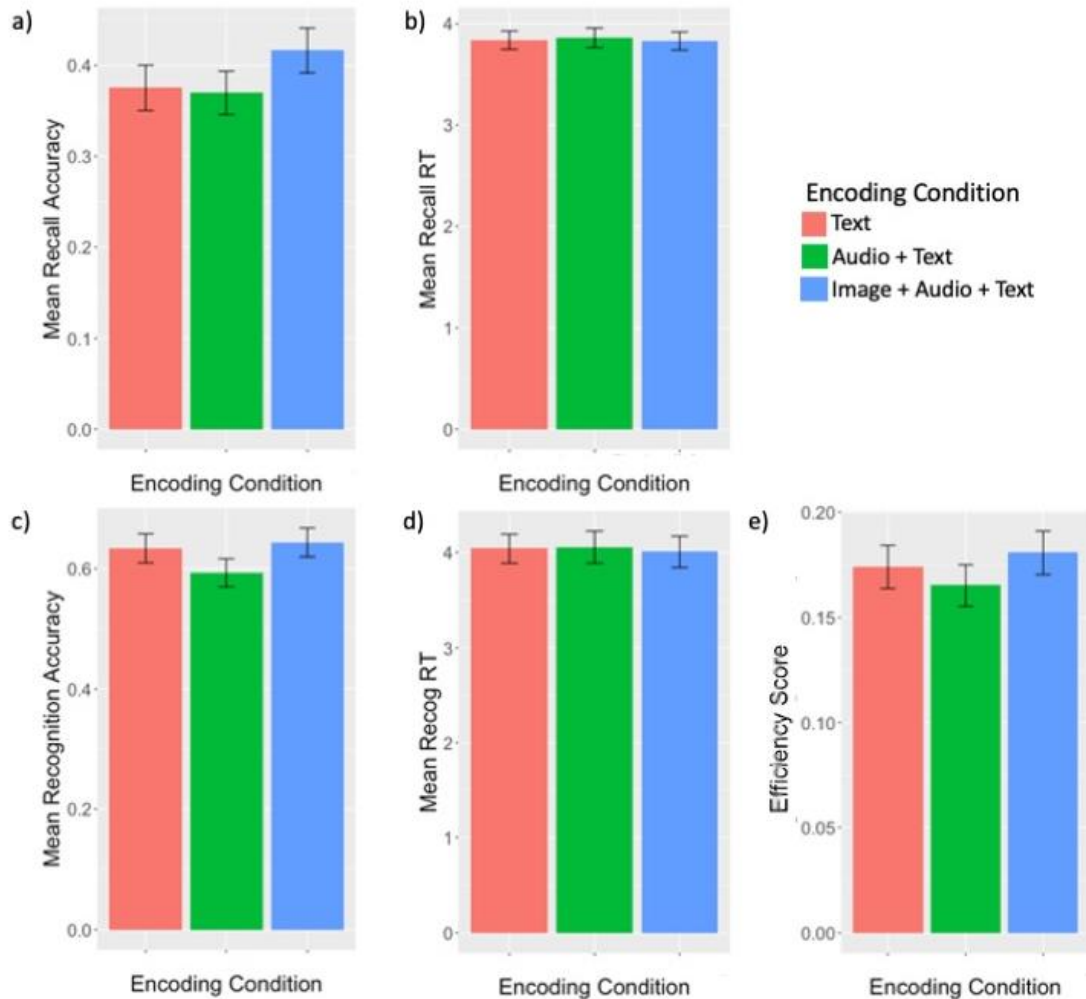 a)
Mean Recall Accuracy
0.4
0.3
0.2
0.1
0.0
Encoding Condition
b)
Mean Recall RT
4
3
2
1
0
Encoding Condition
Encoding Condition
Text
Audio + Text
Image + Audio + Text
c)
Mean Recognition Accuracy
0.6
0.4
0.2
0.0
Encoding Condition
d)
Mean Recog RT
4
3
2
1
0
Encoding Condition
e)
Efficiency Score
0.20
0.15
0.10
0.05
0.00
Encoding Condition